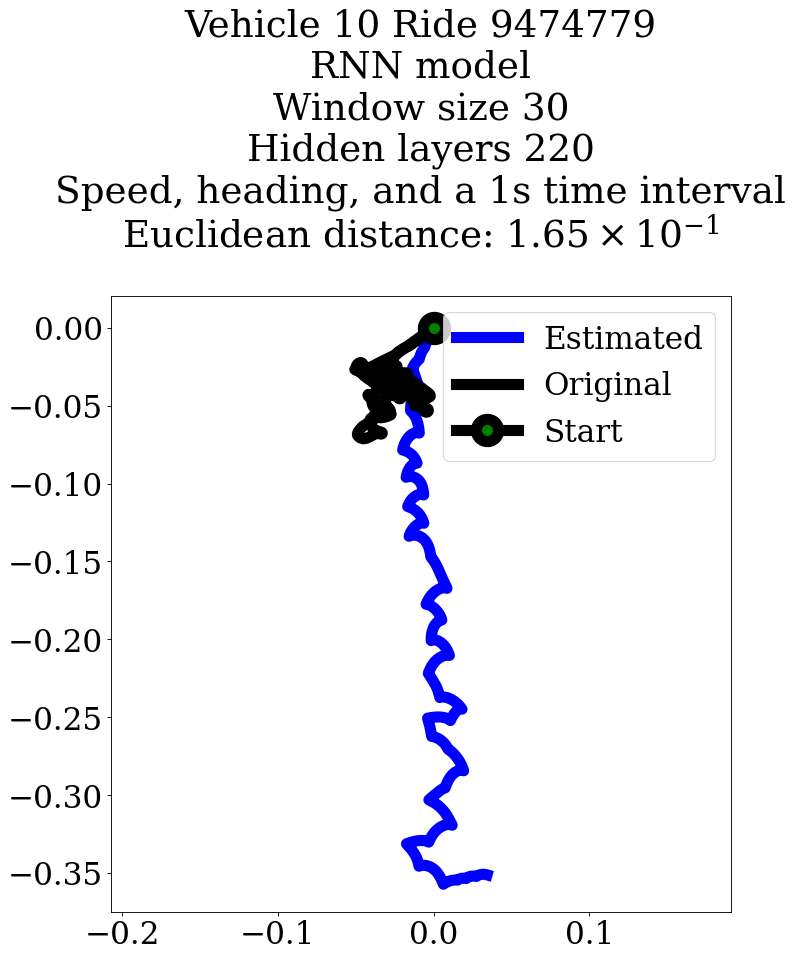 Vehicle 10 Ride 9474779
RNN model
Window size 30
Hidden layers 220
Speed, heading, and a 1s time interval
Euclidean distance: 1.65 × 10⁻¹
Estimated
Original
Start
0.00
−0.05
−0.10
−0.15
−0.20
−0.25
−0.30
−0.35
−0.2
−0.1
0.0
0.1